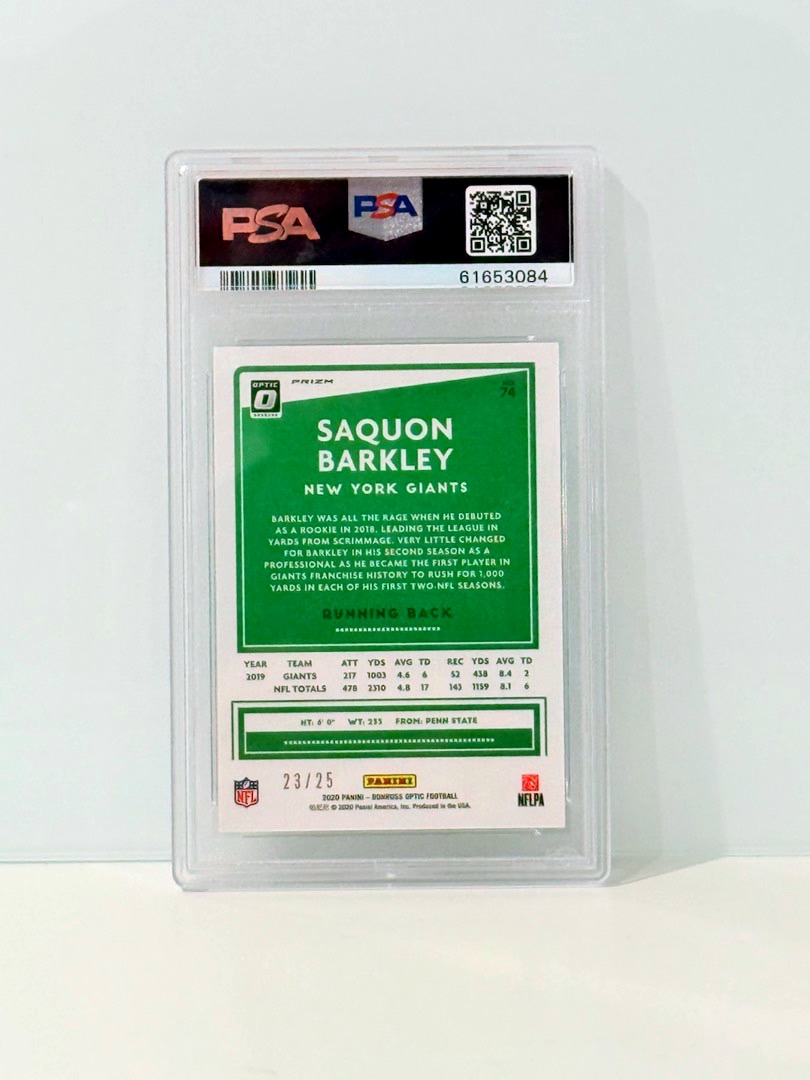 PSA PSA
61653084
OPTIC PRIZM NO. 74
DONRUSS
SAQUON
BARKLEY
NEW YORK GIANTS
BARKLEY WAS ALL THE RAGE WHEN HE DEBUTED
AS A ROOKIE IN 2018, LEADING THE LEAGUE IN
YARDS FROM SCRIMMAGE. VERY LITTLE CHANGED
FOR BARKLEY IN HIS SECOND SEASON AS A
PROFESSIONAL AS HE BECAME THE FIRST PLAYER IN
GIANTS FRANCHISE HISTORY TO RUSH FOR 1,000
YARDS IN EACH OF HIS FIRST TWO NFL SEASONS.
RUNNING BACK
YEAR TEAM ATT YDS AVG TD REC YDS AVG TD
2019 GIANTS 217 1003 4.6 6 52 438 8.4 2
NFL TOTALS 478 2310 4.8 17 143 1159 8.1 6
HT: 6' 0" WT: 233 FROM: PENN STATE
23/25 PANINI
NFL 2020 PANINI – DONRUSS OPTIC FOOTBALL NFLPA
© 2020 Panini America, Inc. Produced in the USA.